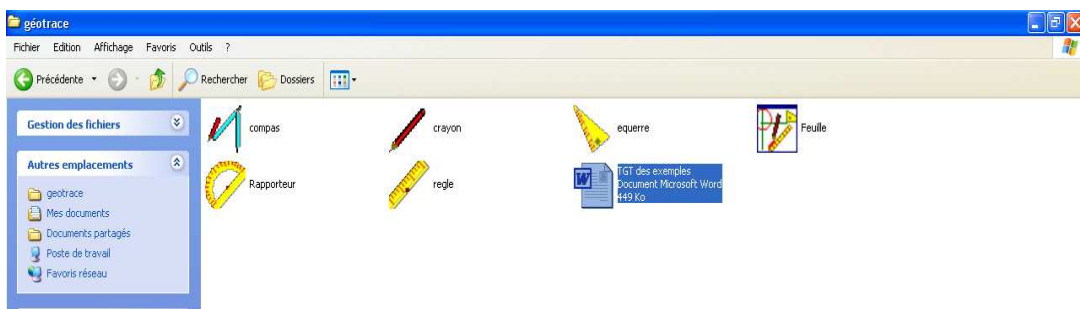 géotrace
Fichier Edition Affichage Favoris Outils ?
Précédente Rechercher Dossiers
Gestion des fichiers
Autres emplacements
geotrace
Mes documents
Documents partagés
Poste de travail
Favoris réseau
compas
crayon
equerre
Feuille
Rapporteur
regle
TGT des exemples
Document Microsoft Word
449 Ko